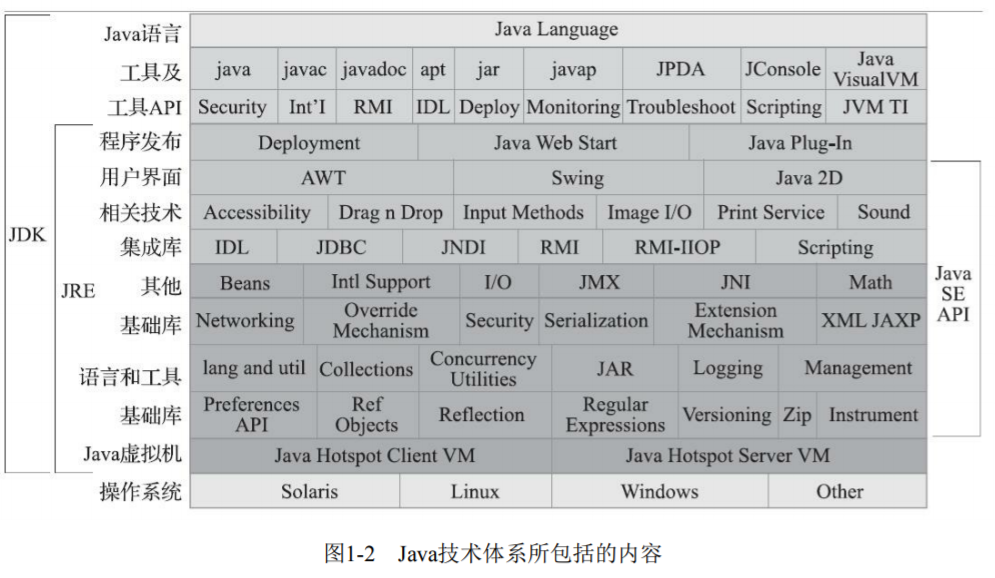 Java语言 Java Language
工具及 java javac javadoc apt jar javap JPDA JConsole Java VisualVM
工具API Security Int'I RMI IDL Deploy Monitoring Troubleshoot Scripting JVM TI
程序发布 Deployment Java Web Start Java Plug-In
用户界面 AWT Swing Java 2D
相关技术 Accessibility Drag n Drop Input Methods Image I/O Print Service Sound
JDK
集成库 IDL JDBC JNDI RMI RMI-IIOP Scripting
JRE
其他 Beans Intl Support I/O JMX JNI Math
Java SE API
基础库 Networking Override Mechanism Security Serialization Extension Mechanism XML JAXP
语言和工具 lang and util Collections Concurrency Utilities JAR Logging Management
基础库 Preferences API Ref Objects Reflection Regular Expressions Versioning Zip Instrument
Java虚拟机 Java Hotspot Client VM Java Hotspot Server VM
操作系统 Solaris Linux Windows Other
图1-2 Java技术体系所包括的内容